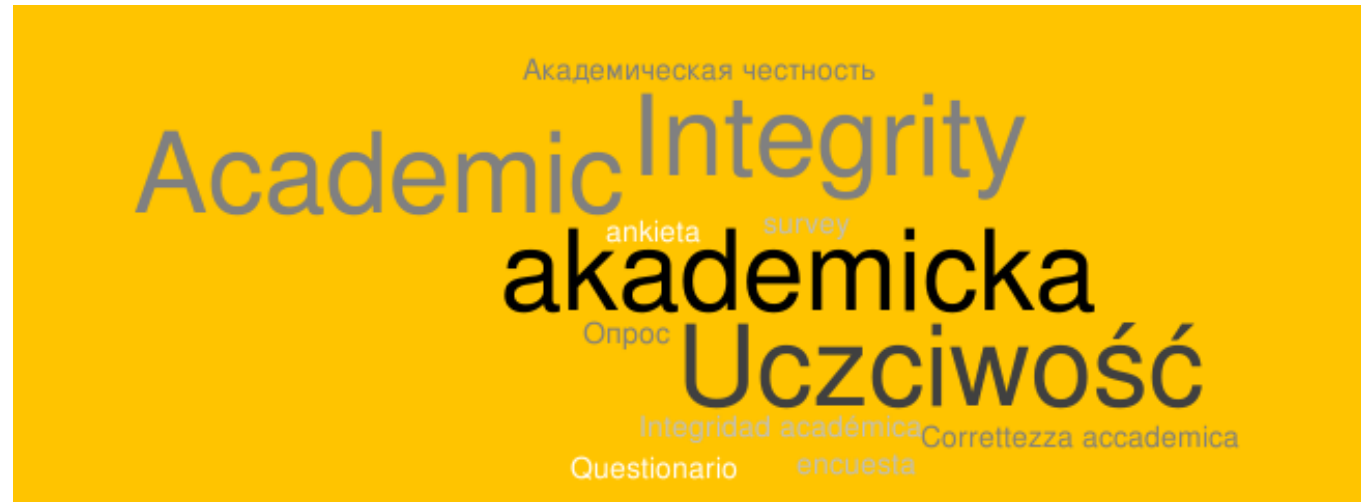 Академическая честность
Academic Integrity
ankieta survey
akademicka
Опрос Uczciwość
Integridad académica Correttezza accademica
Questionario encuesta